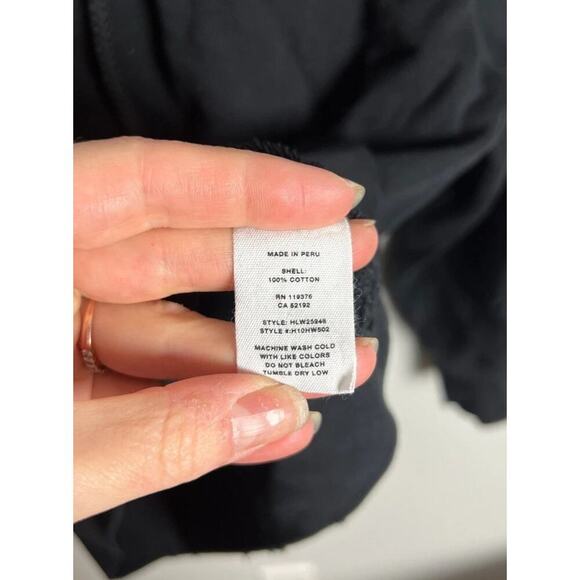 MADE IN PERU
SHELL:
100% COTTON
RN 119376
CA 52192
STYLE: HLW25946
STYLE #:H10HW502
MACHINE WASH COLD
WITH LIKE COLORS
DO NOT BLEACH
TUMBLE DRY LOW